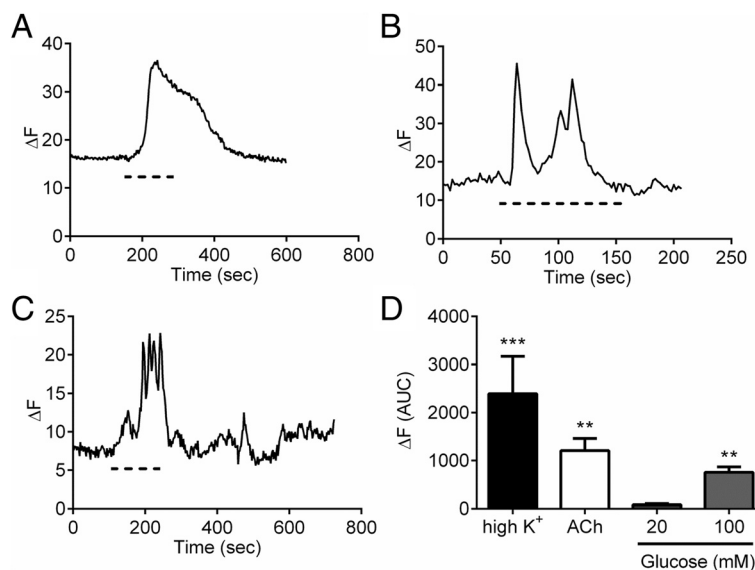 A
40
30
20
10
0
ΔF
0 200 400 600 800
Time (sec)
B
50
40
30
20
10
0
ΔF
0 50 100 150 200 250
Time (sec)
C
25
20
15
10
5
0
ΔF
0 200 400 600 800
Time (sec)
D
4000
3000
2000
1000
0
ΔF (AUC)
***
**
**
high K⁺ ACh 20 100
Glucose (mM)